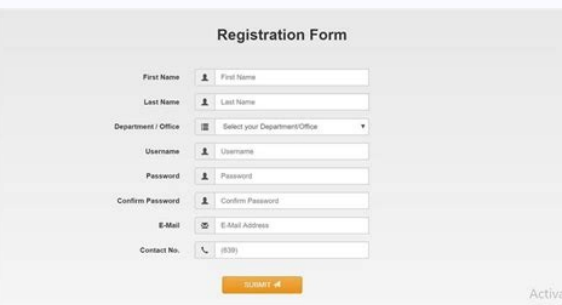 Registration Form
First Name First Name
Last Name Last Name
Department / Office Select your Department/Office
Username Username
Password Password
Confirm Password Confirm Password
E-Mail E-Mail Address
Contact No. (639)
SUBMIT
Activa